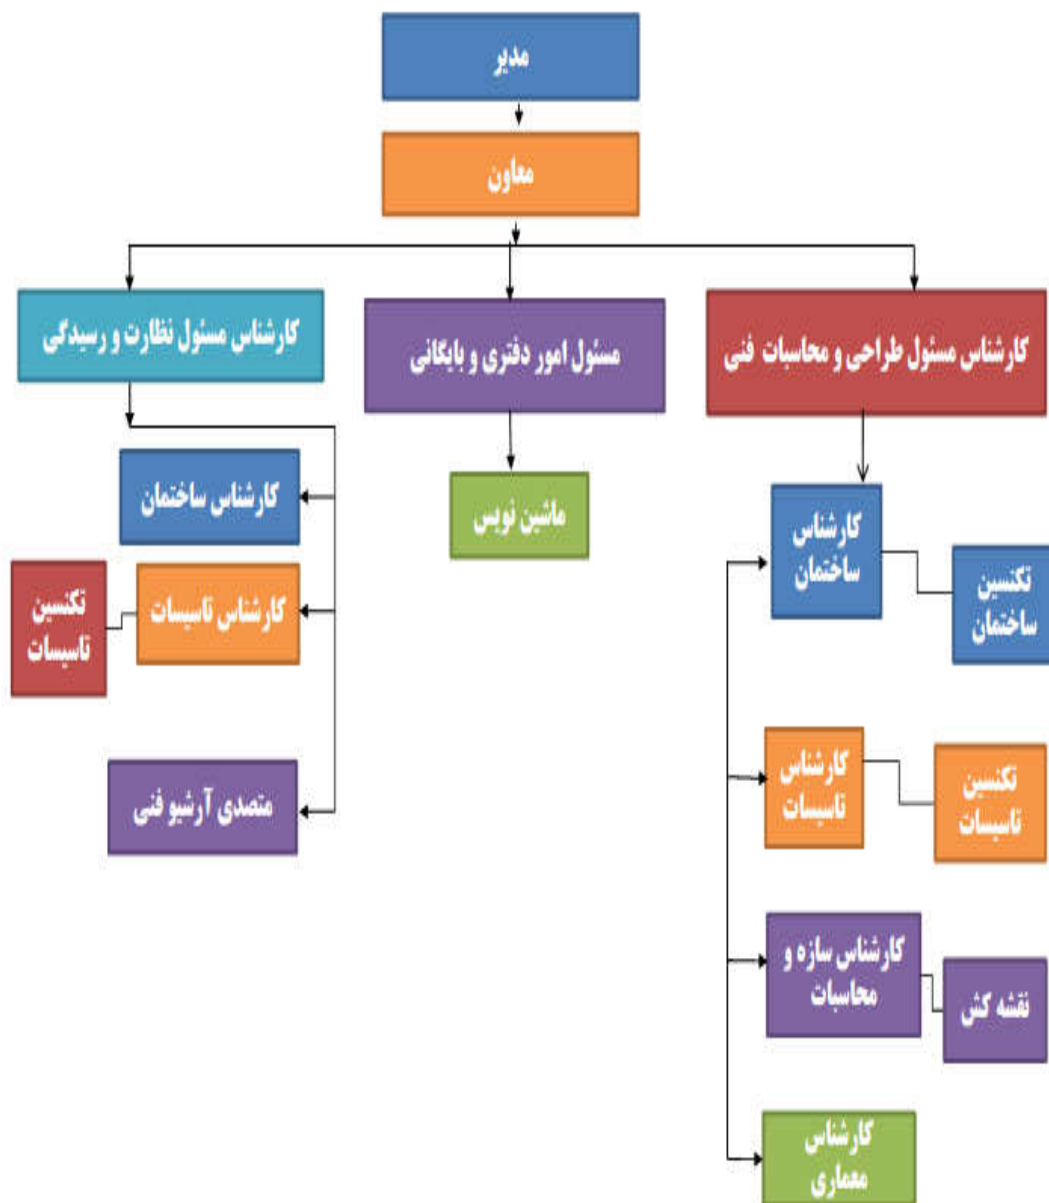 مدیر
معاون
کارشناس مسئول طراحی و محاسبات فنی
مسئول امور دفتری و بایگانی
کارشناس مسئول نظارت و رسیدگی
کارشناس
ساختمان
تکنسین
ساختمان
کارشناس
تاسیسات
تکنسین
تاسیسات
کارشناس سازه و
محاسبات
نقشه کش
کارشناس
معماری
ماشین نویس
کارشناس ساختمان
کارشناس تاسیسات
تکنسین
تاسیسات
متصدی آرشیو فنی